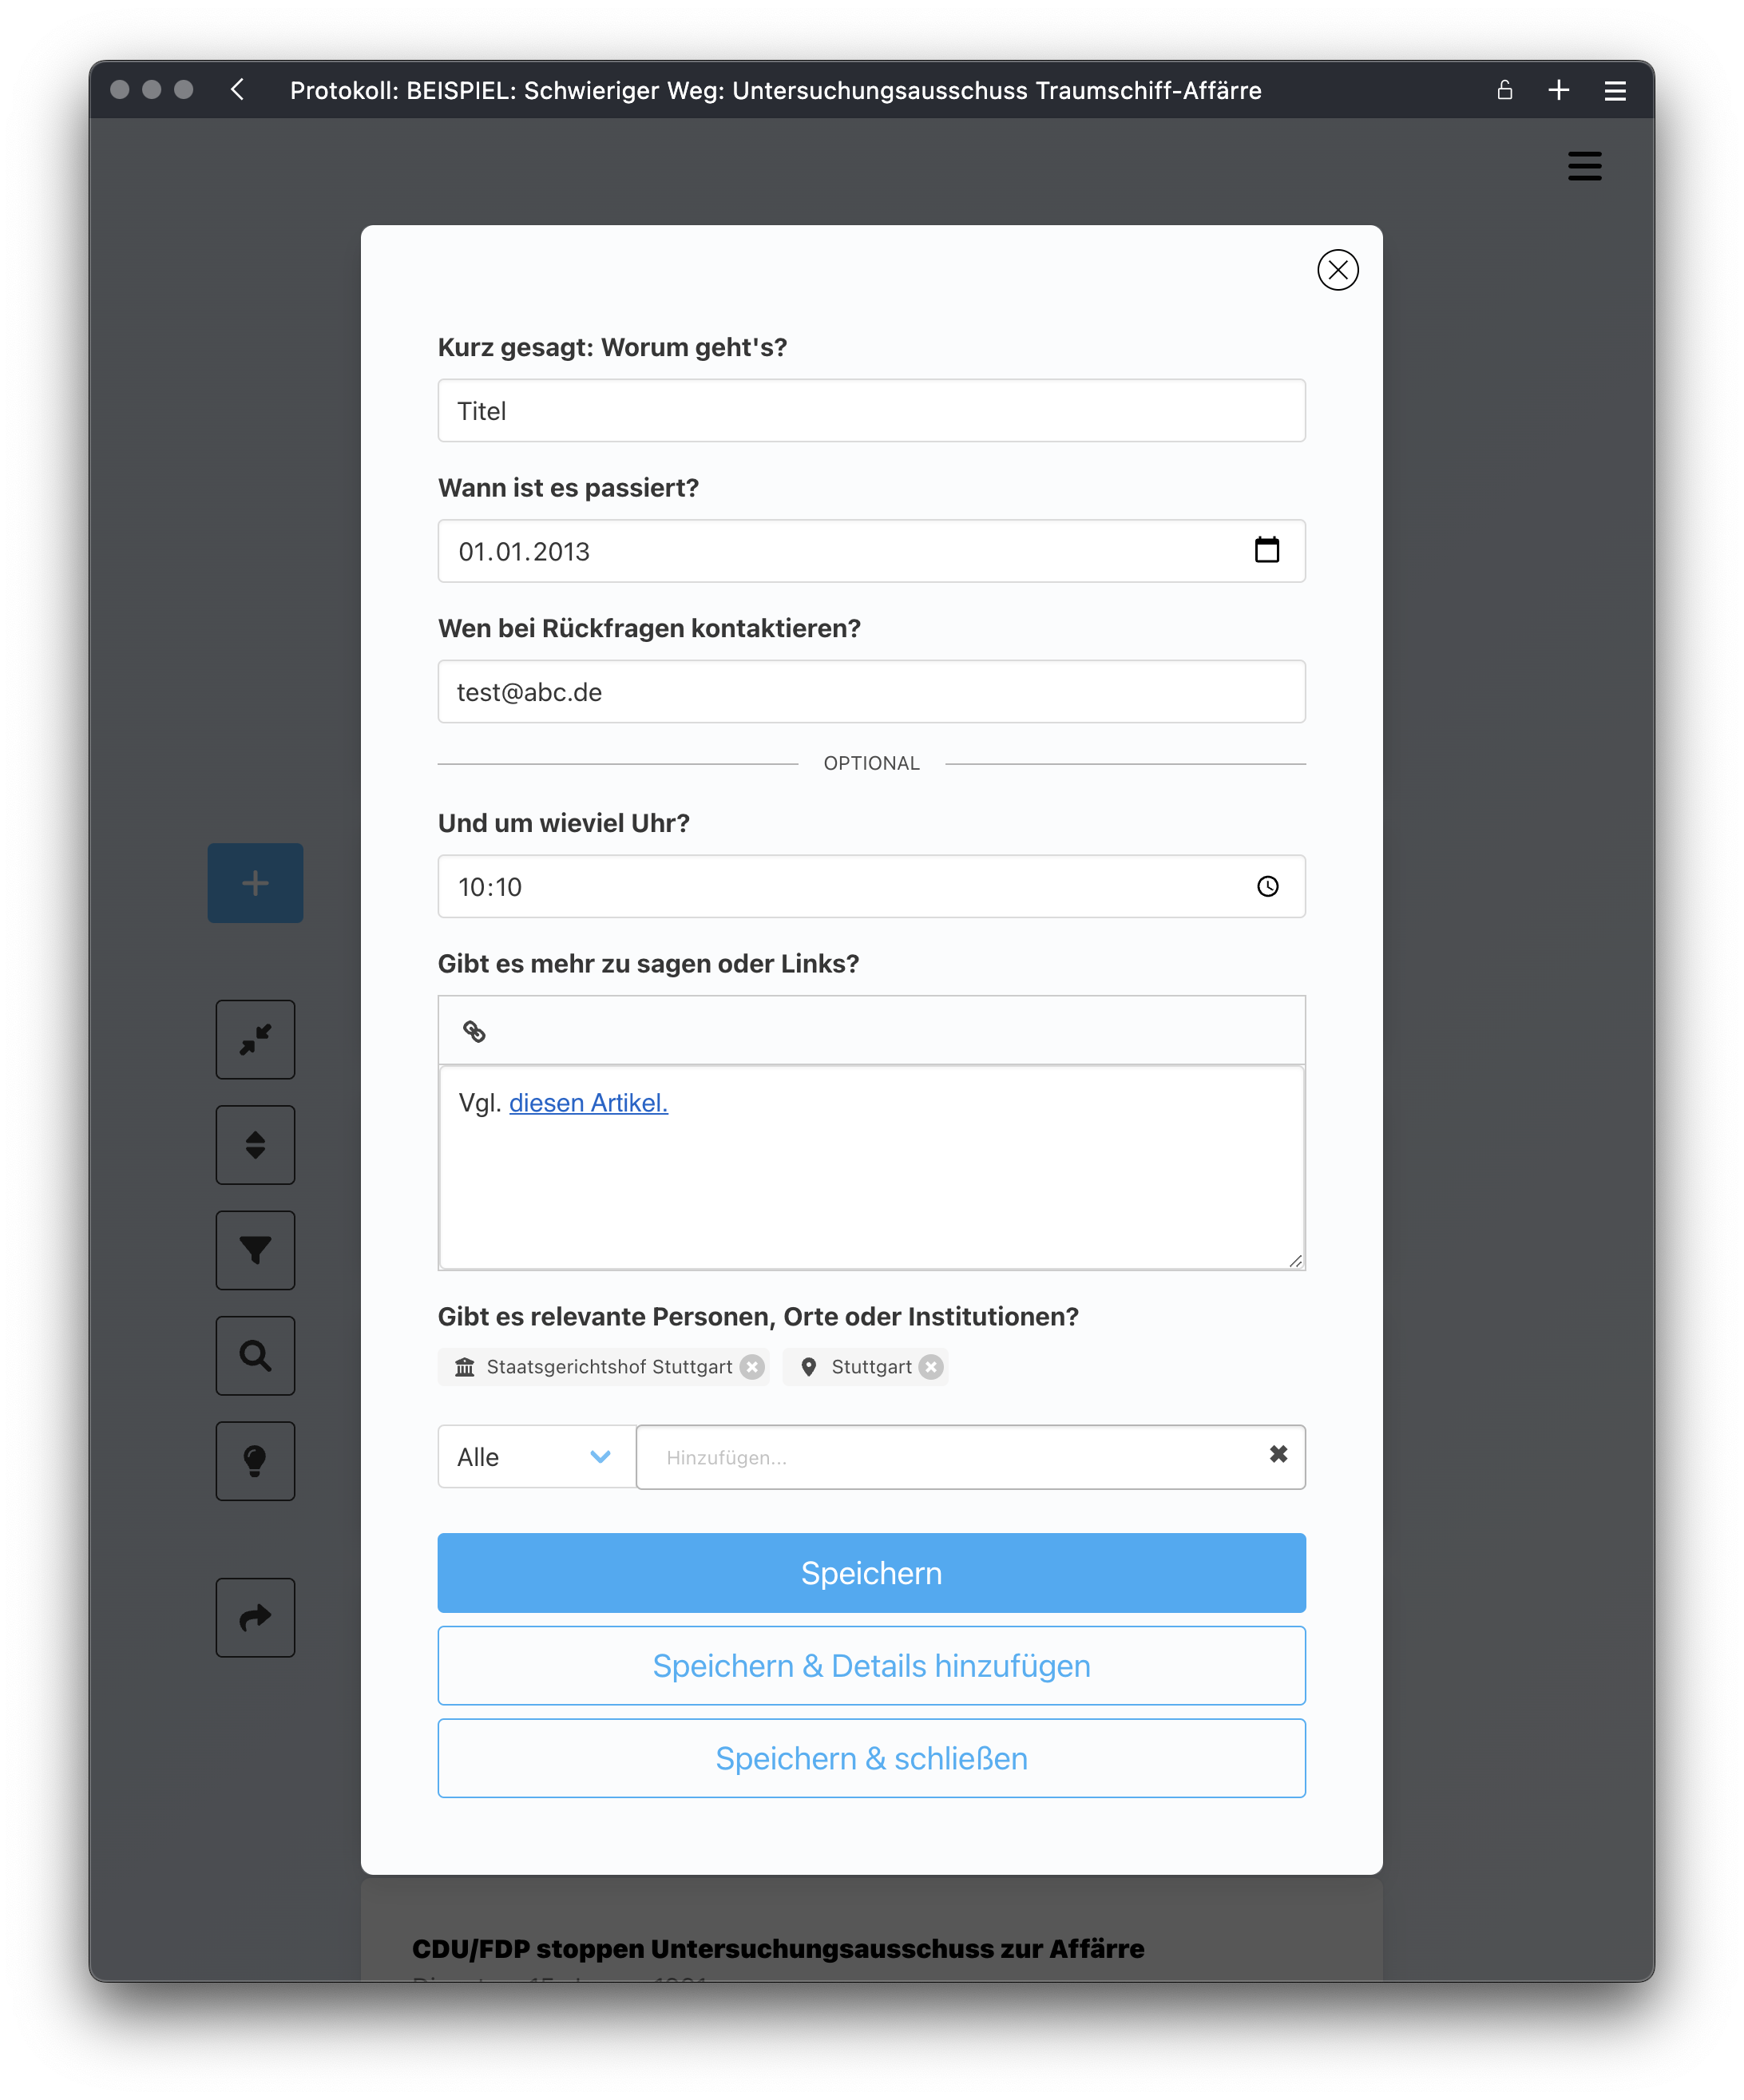 Protokoll: BEISPIEL: Schwieriger Weg: Untersuchungsausschuss Traumschiff-Affärre
Kurz gesagt: Worum geht's?
Titel
Wann ist es passiert?
01.01.2013
Wen bei Rückfragen kontaktieren?
test@abc.de
OPTIONAL
Und um wieviel Uhr?
10:10
Gibt es mehr zu sagen oder Links?
Vgl. diesen Artikel.
Gibt es relevante Personen, Orte oder Institutionen?
Staatsgerichtshof Stuttgart Stuttgart
Alle Hinzufügen...
Speichern
Speichern & Details hinzufügen
Speichern & schließen
CDU/FDP stoppen Untersuchungsausschuss zur Affärre